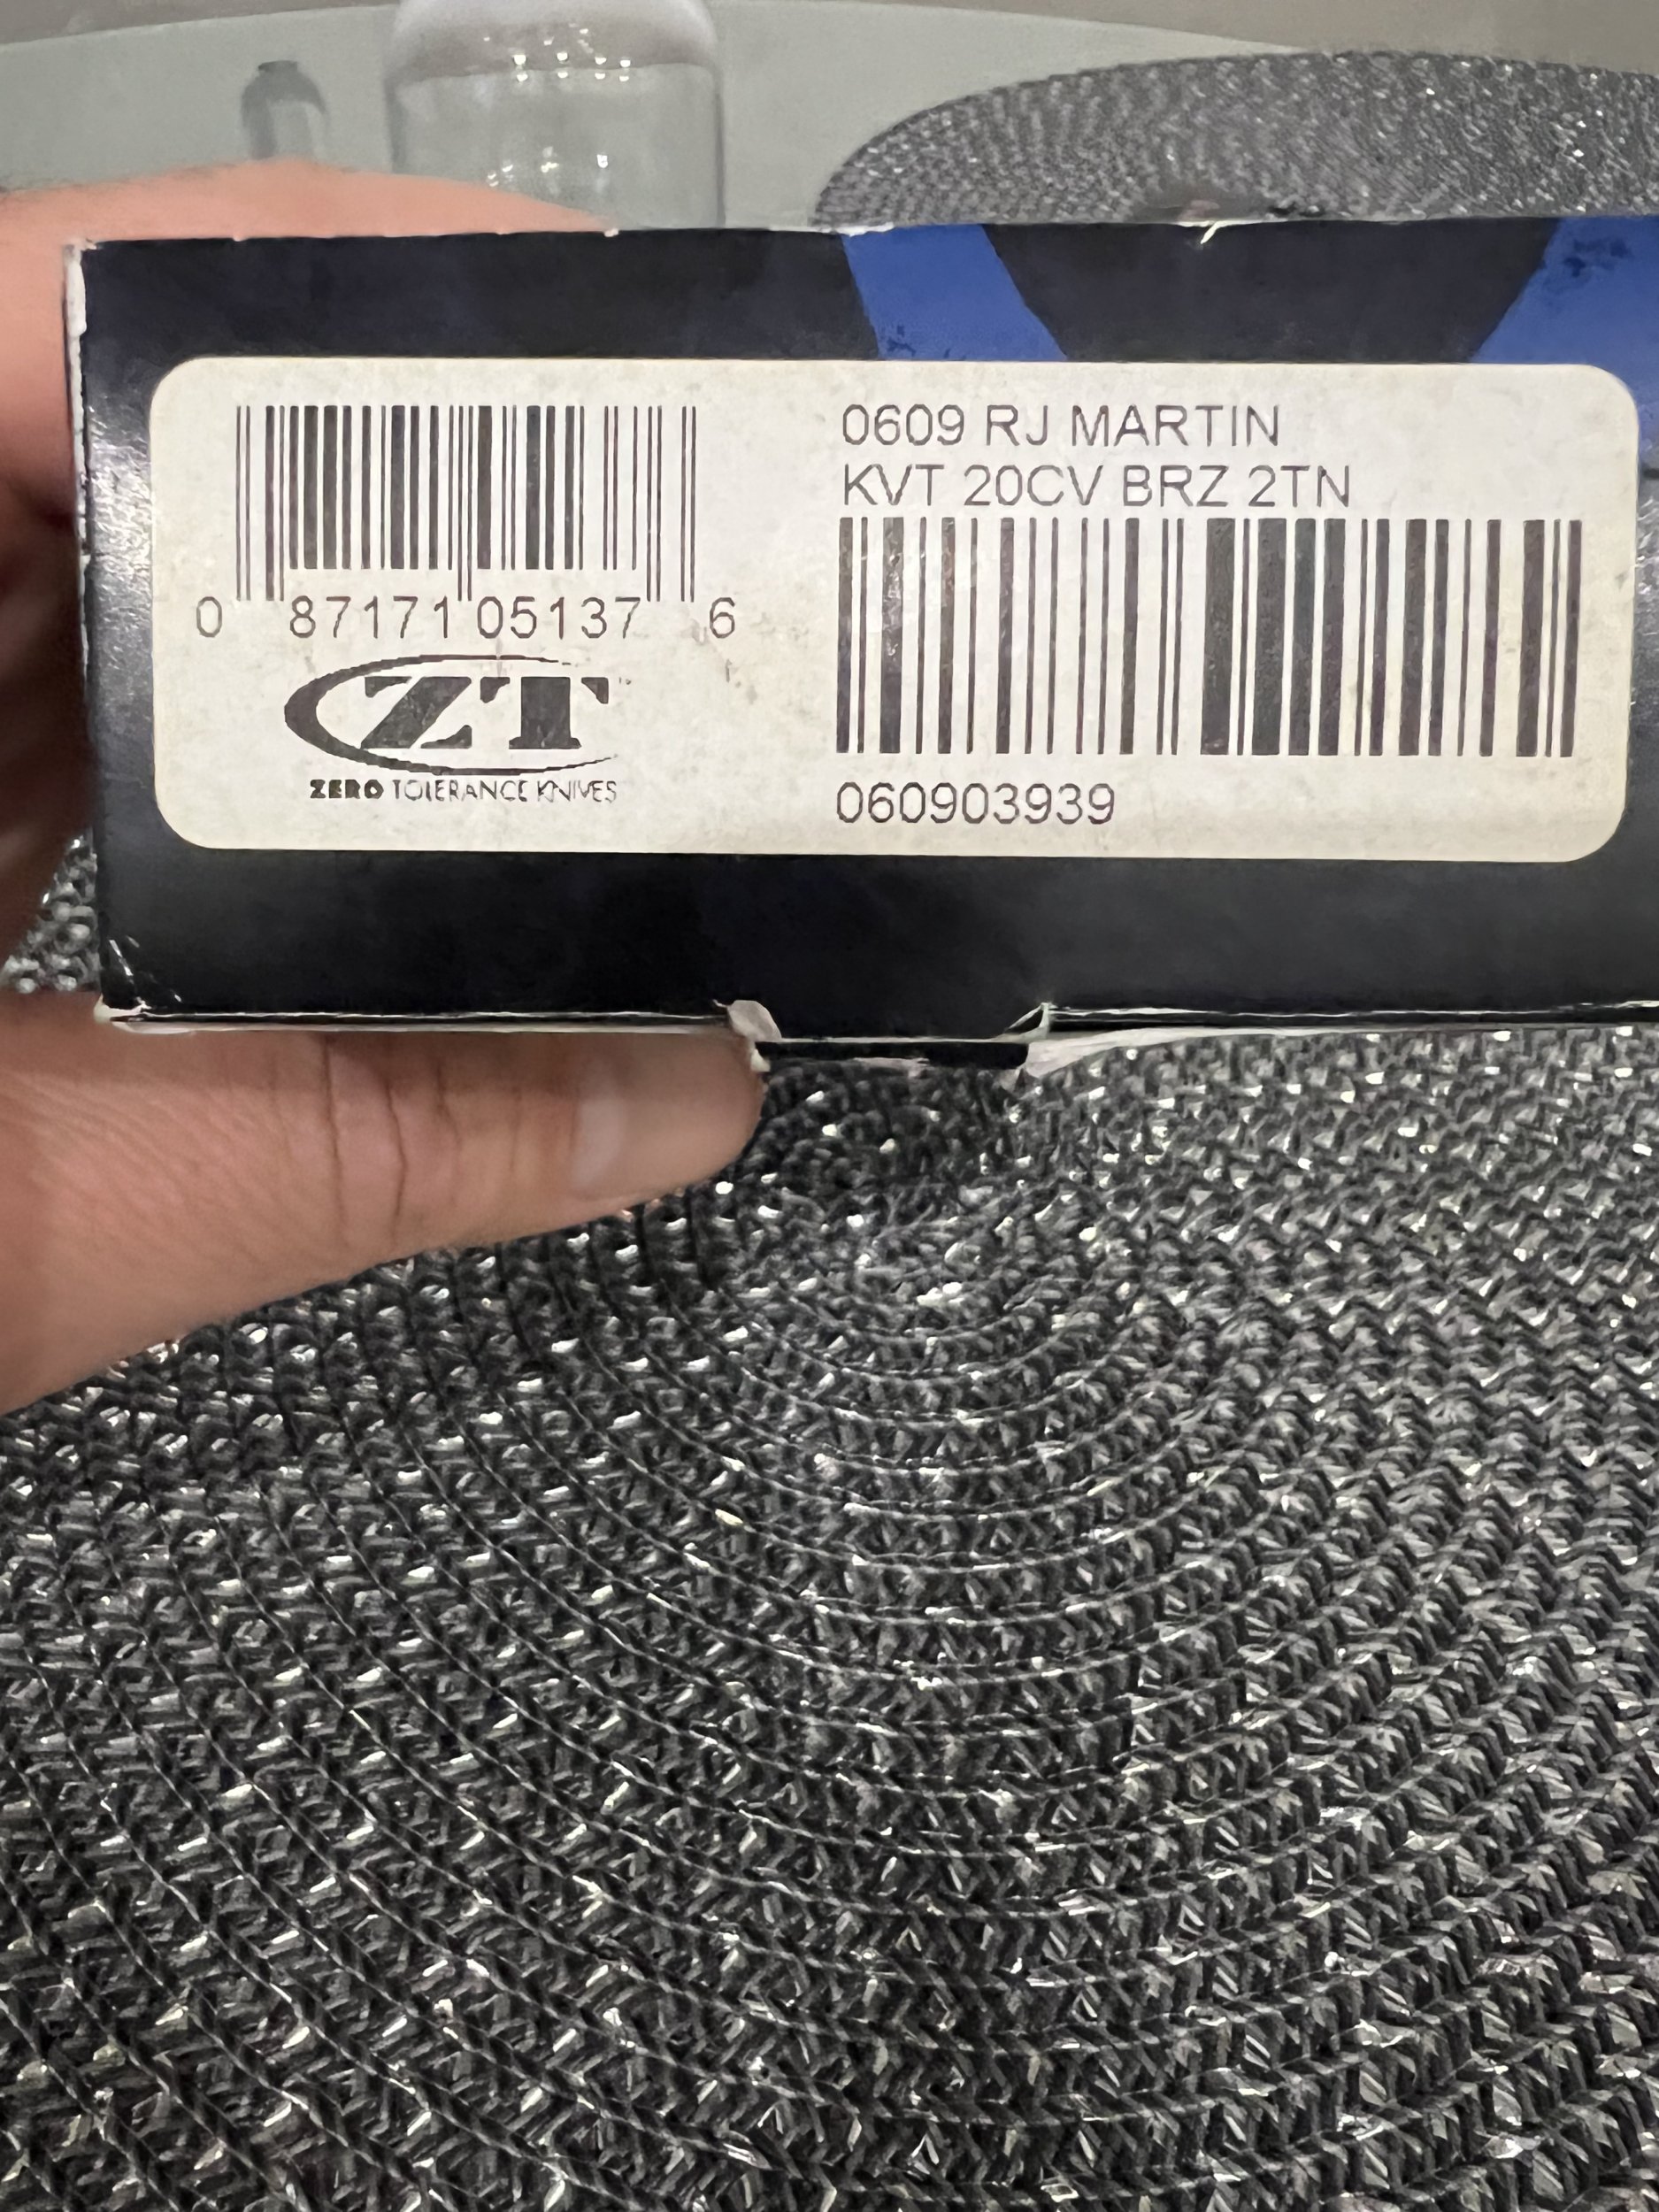 0 87171 05137 6
ZT
ZERO TOLERANCE KNIVES
0609 RJ MARTIN
KVT 20CV BRZ 2TN
060903939